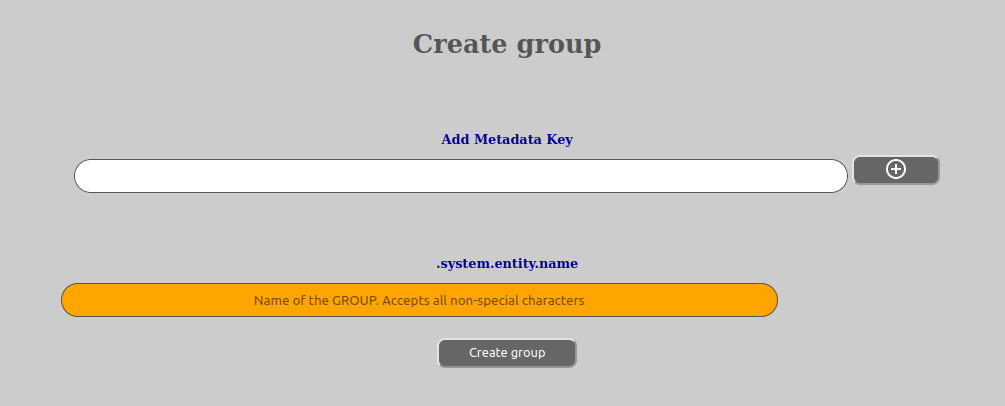 Create group
Add Metadata Key
.system.entity.name
Name of the GROUP. Accepts all non-special characters
Create group